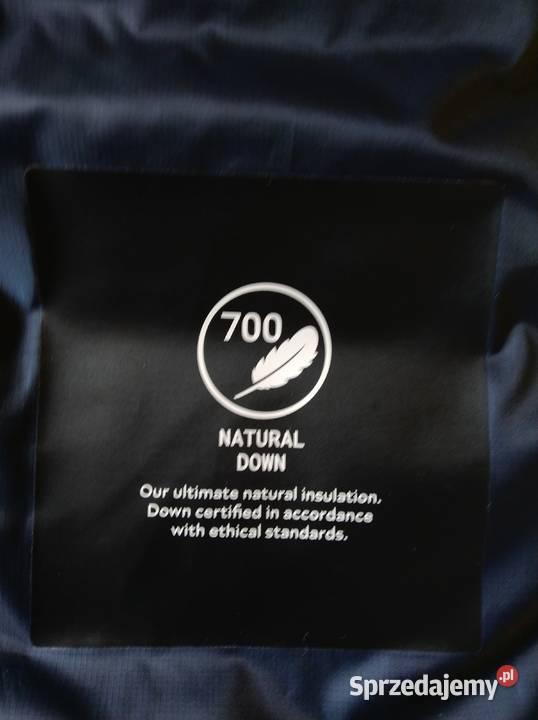 700
NATURAL
DOWN
Our ultimate natural insulation.
Down certified in accordance
with ethical standards.
Sprzedajemy.pl